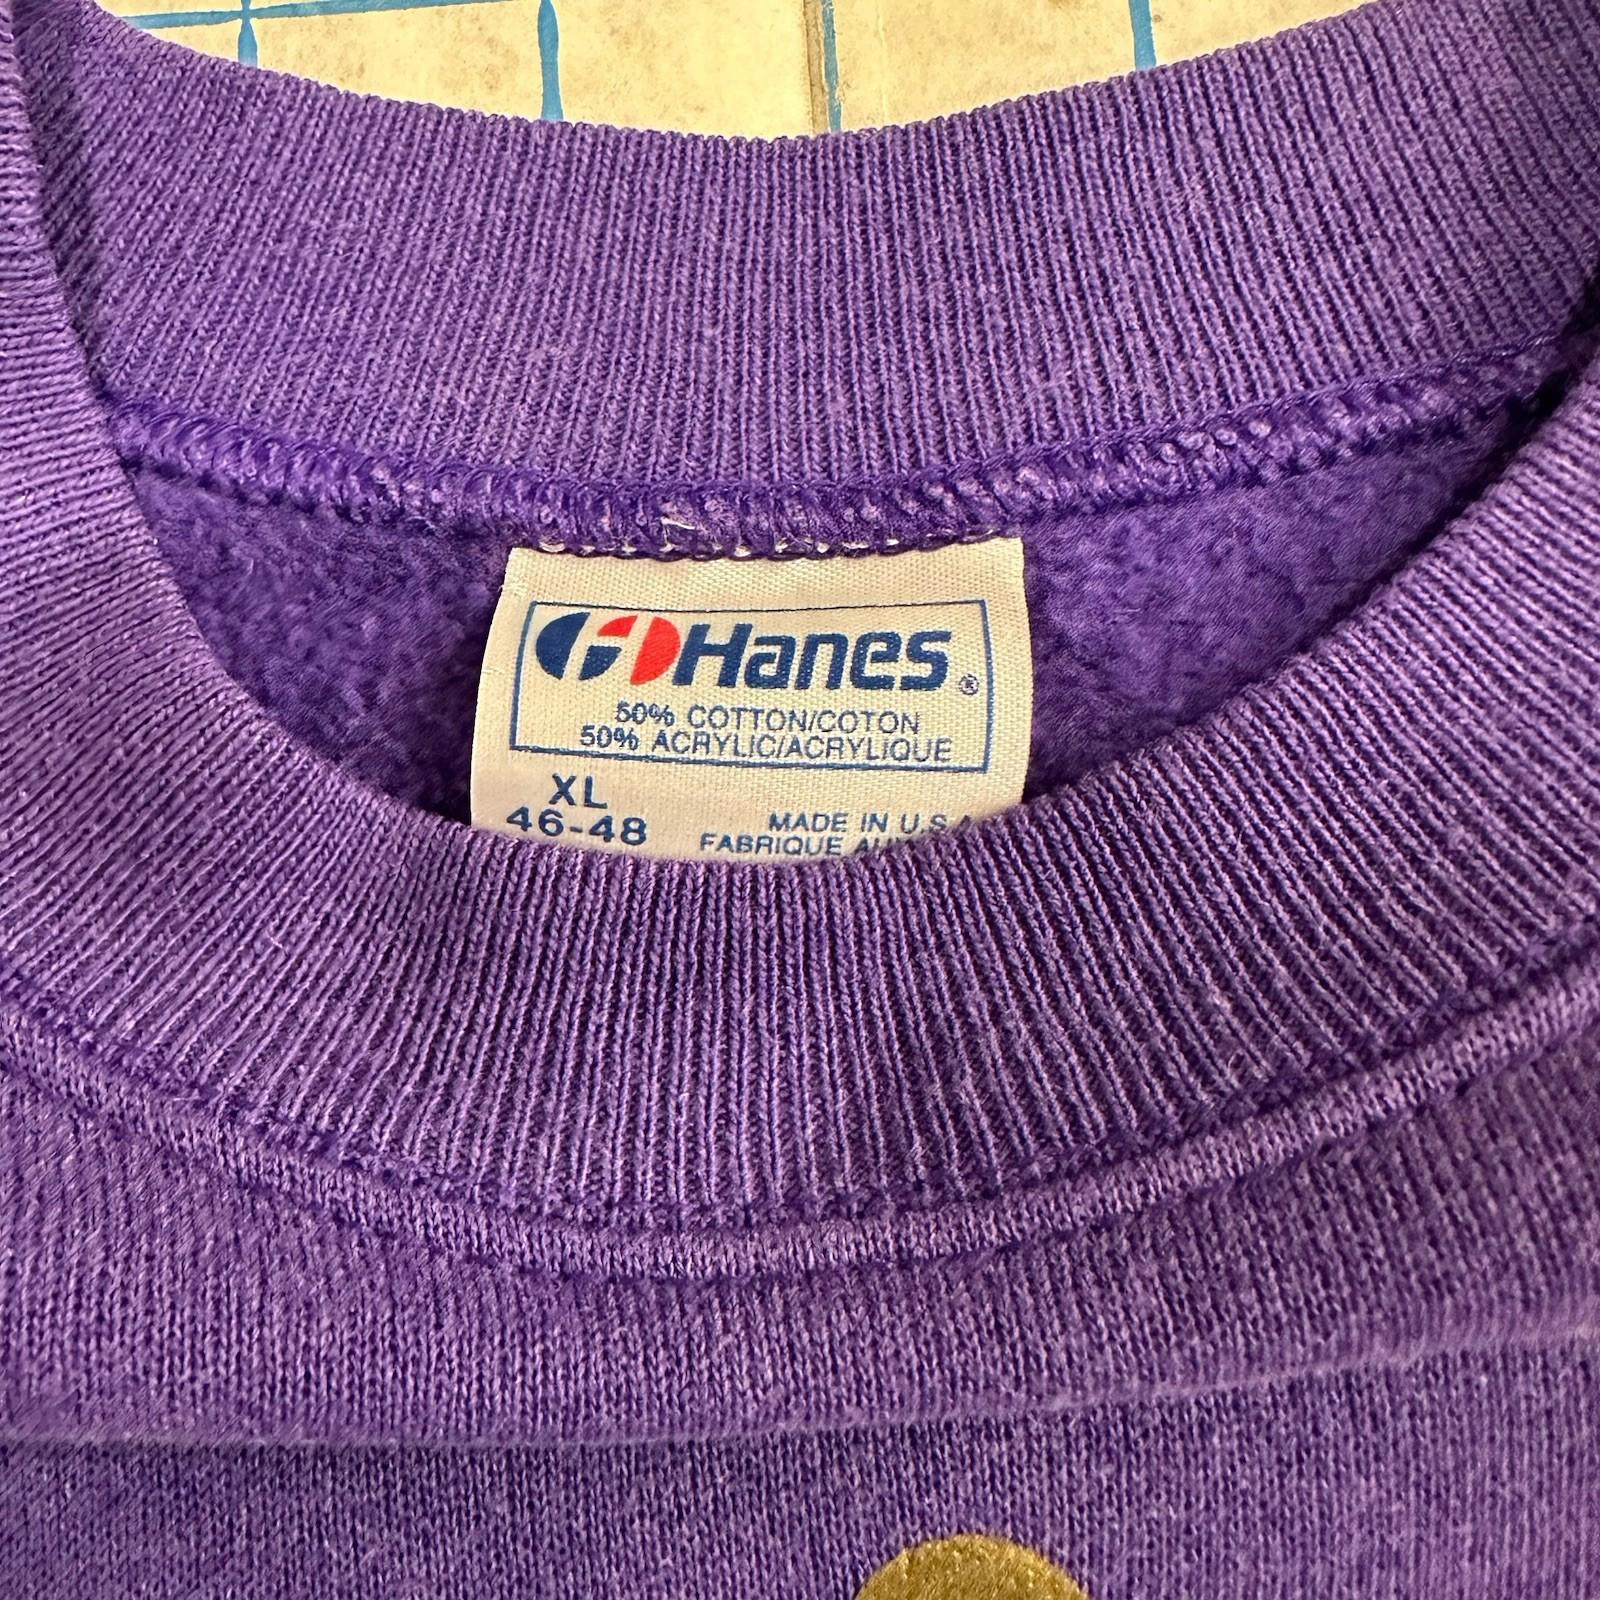 Hanes®
50% COTTON/COTON
50% ACRYLIC/ACRYLIQUE
XL
46-48
MADE IN U.S.A
FABRIQUE